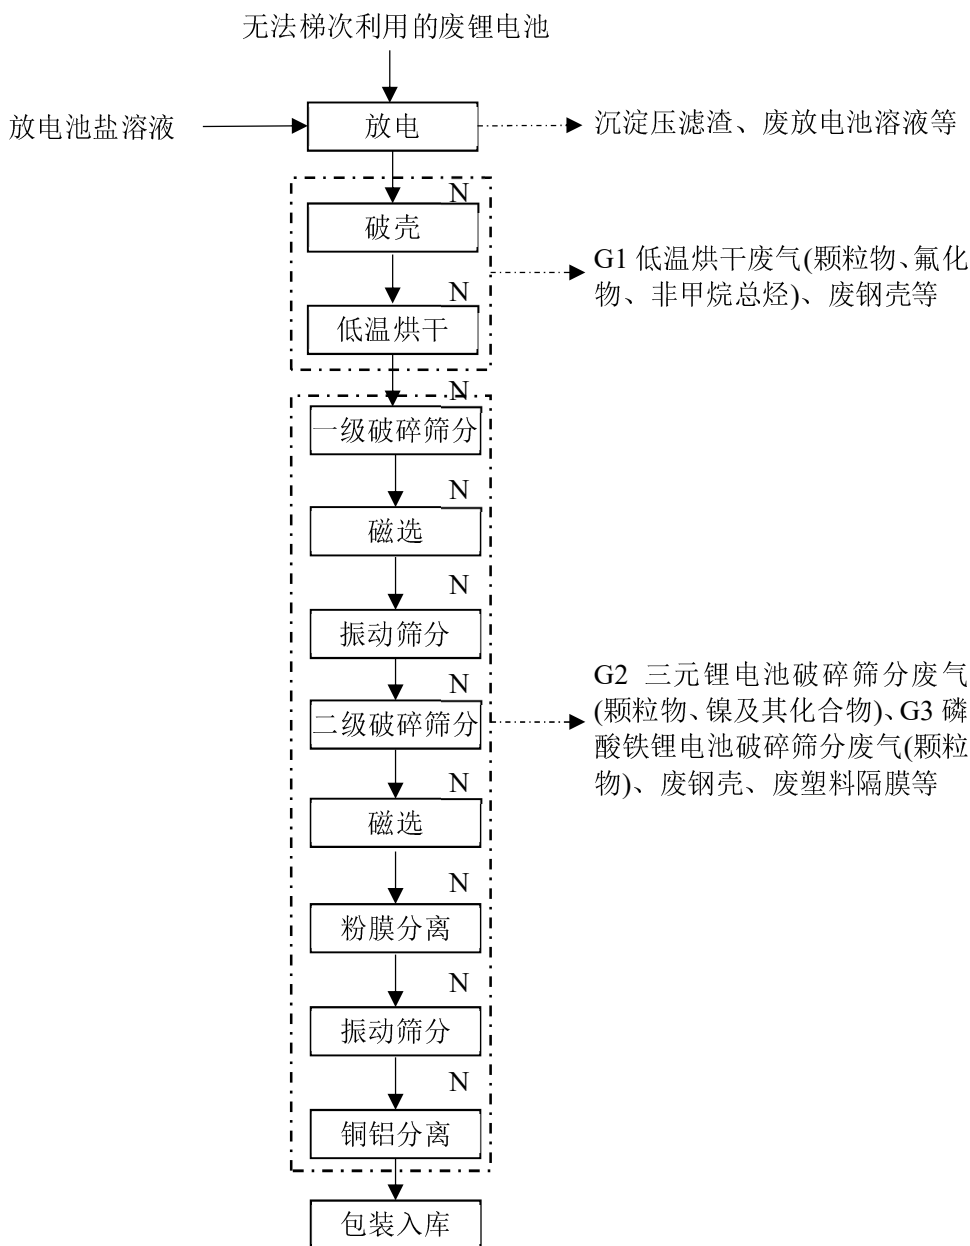 无法梯次利用的废锂电池
放电池盐溶液
放电
沉淀压滤渣、废放电池溶液等
N
破壳
G1 低温烘干废气(颗粒物、氟化
物、非甲烷总烃)、废钢壳等
N
低温烘干
N
一级破碎筛分
N
磁选
N
振动筛分
N
二级破碎筛分
G2 三元锂电池破碎筛分废气
(颗粒物、镍及其化合物)、G3 磷
酸铁锂电池破碎筛分废气(颗粒
物)、废钢壳、废塑料隔膜等
N
磁选
N
粉膜分离
N
振动筛分
N
铜铝分离
包装入库